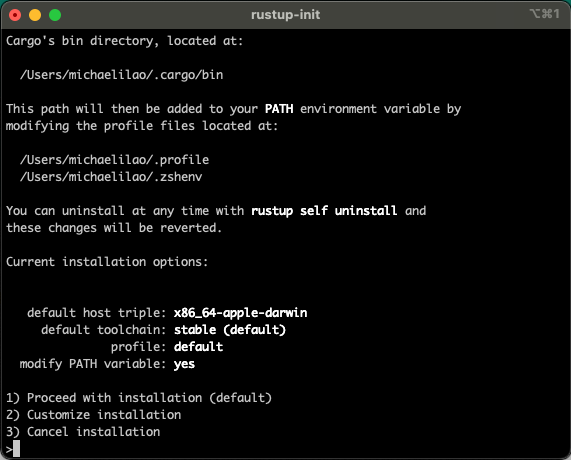 rustup-init
⌥⌘1
Cargo's bin directory, located at:
/Users/michaelilao/.cargo/bin
This path will then be added to your PATH environment variable by
modifying the profile files located at:
/Users/michaelilao/.profile
/Users/michaelilao/.zshenv
You can uninstall at any time with rustup self uninstall and
these changes will be reverted.
Current installation options:
default host triple: x86_64-apple-darwin
default toolchain: stable (default)
profile: default
modify PATH variable: yes
1) Proceed with installation (default)
2) Customize installation
3) Cancel installation
>